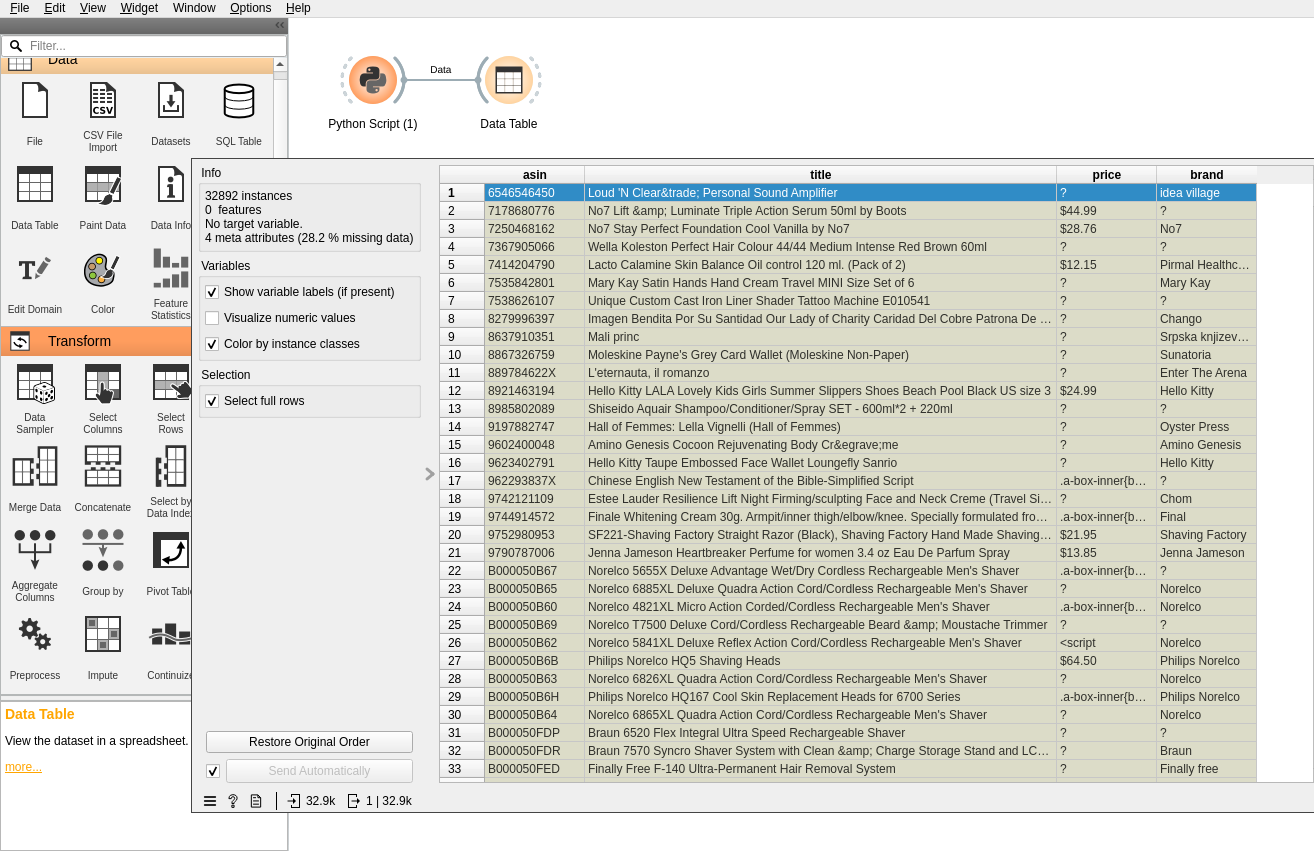 File Edit View Widget Window Options Help
Filter...
Data
File
CSV File Import
Datasets
SQL Table
Data Table
Paint Data
Data Info
Edit Domain
Color
Feature Statistics
Transform
Data Sampler
Select Columns
Select Rows
Merge Data
Concatenate
Select by Data Index
Aggregate Columns
Group by
Pivot Table
Preprocess
Impute
Continuize
Data Table
View the dataset in a spreadsheet.
more...
Data
Python Script (1)
Data Table
Info
32892 instances
0 features
No target variable.
4 meta attributes (28.2 % missing data)
Variables
Show variable labels (if present)
Visualize numeric values
Color by instance classes
Selection
Select full rows
Restore Original Order
Send Automatically
32.9k 1 | 32.9k
asin title price brand
1 6546546450 Loud 'N Clear&trade; Personal Sound Amplifier ? idea village
2 7178680776 No7 Lift &amp; Luminate Triple Action Serum 50ml by Boots $44.99 ?
3 7250468162 No7 Stay Perfect Foundation Cool Vanilla by No7 $28.76 No7
4 7367905066 Wella Koleston Perfect Hair Colour 44/44 Medium Intense Red Brown 60ml ? ?
5 7414204790 Lacto Calamine Skin Balance Oil control 120 ml. (Pack of 2) $12.15 Pirmal Healthc…
6 7535842801 Mary Kay Satin Hands Hand Cream Travel MINI Size Set of 6 ? Mary Kay
7 7538626107 Unique Custom Cast Iron Liner Shader Tattoo Machine E010541 ? ?
8 8279996397 Imagen Bendita Por Su Santidad Our Lady of Charity Caridad Del Cobre Patrona De … ? Chango
9 8637910351 Mali princ ? Srpska knjizev…
10 8867326759 Moleskine Payne's Grey Card Wallet (Moleskine Non-Paper) ? Sunatoria
11 889784622X L'eternauta, il romanzo ? Enter The Arena
12 8921463194 Hello Kitty LALA Lovely Kids Girls Summer Slippers Shoes Beach Pool Black US size 3 $24.99 Hello Kitty
13 8985802089 Shiseido Aquair Shampoo/Conditioner/Spray SET - 600ml*2 + 220ml ? ?
14 9197882747 Hall of Femmes: Lella Vignelli (Hall of Femmes) ? Oyster Press
15 9602400048 Amino Genesis Cocoon Rejuvenating Body Cr&egrave;me ? Amino Genesis
16 9623402791 Hello Kitty Taupe Embossed Face Wallet Loungefly Sanrio ? Hello Kitty
17 962293837X Chinese English New Testament of the Bible-Simplified Script .a-box-inner{b… ?
18 9742121109 Estee Lauder Resilience Lift Night Firming/sculpting Face and Neck Creme (Travel Si… ? Chom
19 9744914572 Finale Whitening Cream 30g. Armpit/inner thigh/elbow/knee. Specially formulated fro… .a-box-inner{b… Final
20 9752980953 SF221-Shaving Factory Straight Razor (Black), Shaving Factory Hand Made Shaving… $21.95 Shaving Factory
21 9790787006 Jenna Jameson Heartbreaker Perfume for women 3.4 oz Eau De Parfum Spray $13.85 Jenna Jameson
22 B000050B67 Norelco 5655X Deluxe Advantage Wet/Dry Cordless Rechargeable Men's Shaver .a-box-inner{b… ?
23 B000050B65 Norelco 6885XL Deluxe Quadra Action Cord/Cordless Rechargeable Men's Shaver ? Norelco
24 B000050B60 Norelco 4821XL Micro Action Corded/Cordless Rechargeable Men's Shaver .a-box-inner{b… Norelco
25 B000050B69 Norelco T7500 Deluxe Cord/Cordless Rechargeable Beard &amp; Moustache Trimmer ? ?
26 B000050B62 Norelco 5841XL Deluxe Reflex Action Cord/Cordless Rechargeable Men's Shaver <script Norelco
27 B000050B6B Philips Norelco HQ5 Shaving Heads $64.50 Philips Norelco
28 B000050B63 Norelco 6826XL Quadra Action Cord/Cordless Rechargeable Men's Shaver ? Norelco
29 B000050B6H Philips Norelco HQ167 Cool Skin Replacement Heads for 6700 Series .a-box-inner{b… Philips Norelco
30 B000050B64 Norelco 6865XL Quadra Action Cord/Cordless Rechargeable Men's Shaver ? Norelco
31 B000050FDP Braun 6520 Flex Integral Ultra Speed Rechargeable Shaver ? ?
32 B000050FDR Braun 7570 Syncro Shaver System with Clean &amp; Charge Storage Stand and LC… ? Braun
33 B000050FED Finally Free F-140 Ultra-Permanent Hair Removal System ? Finally free